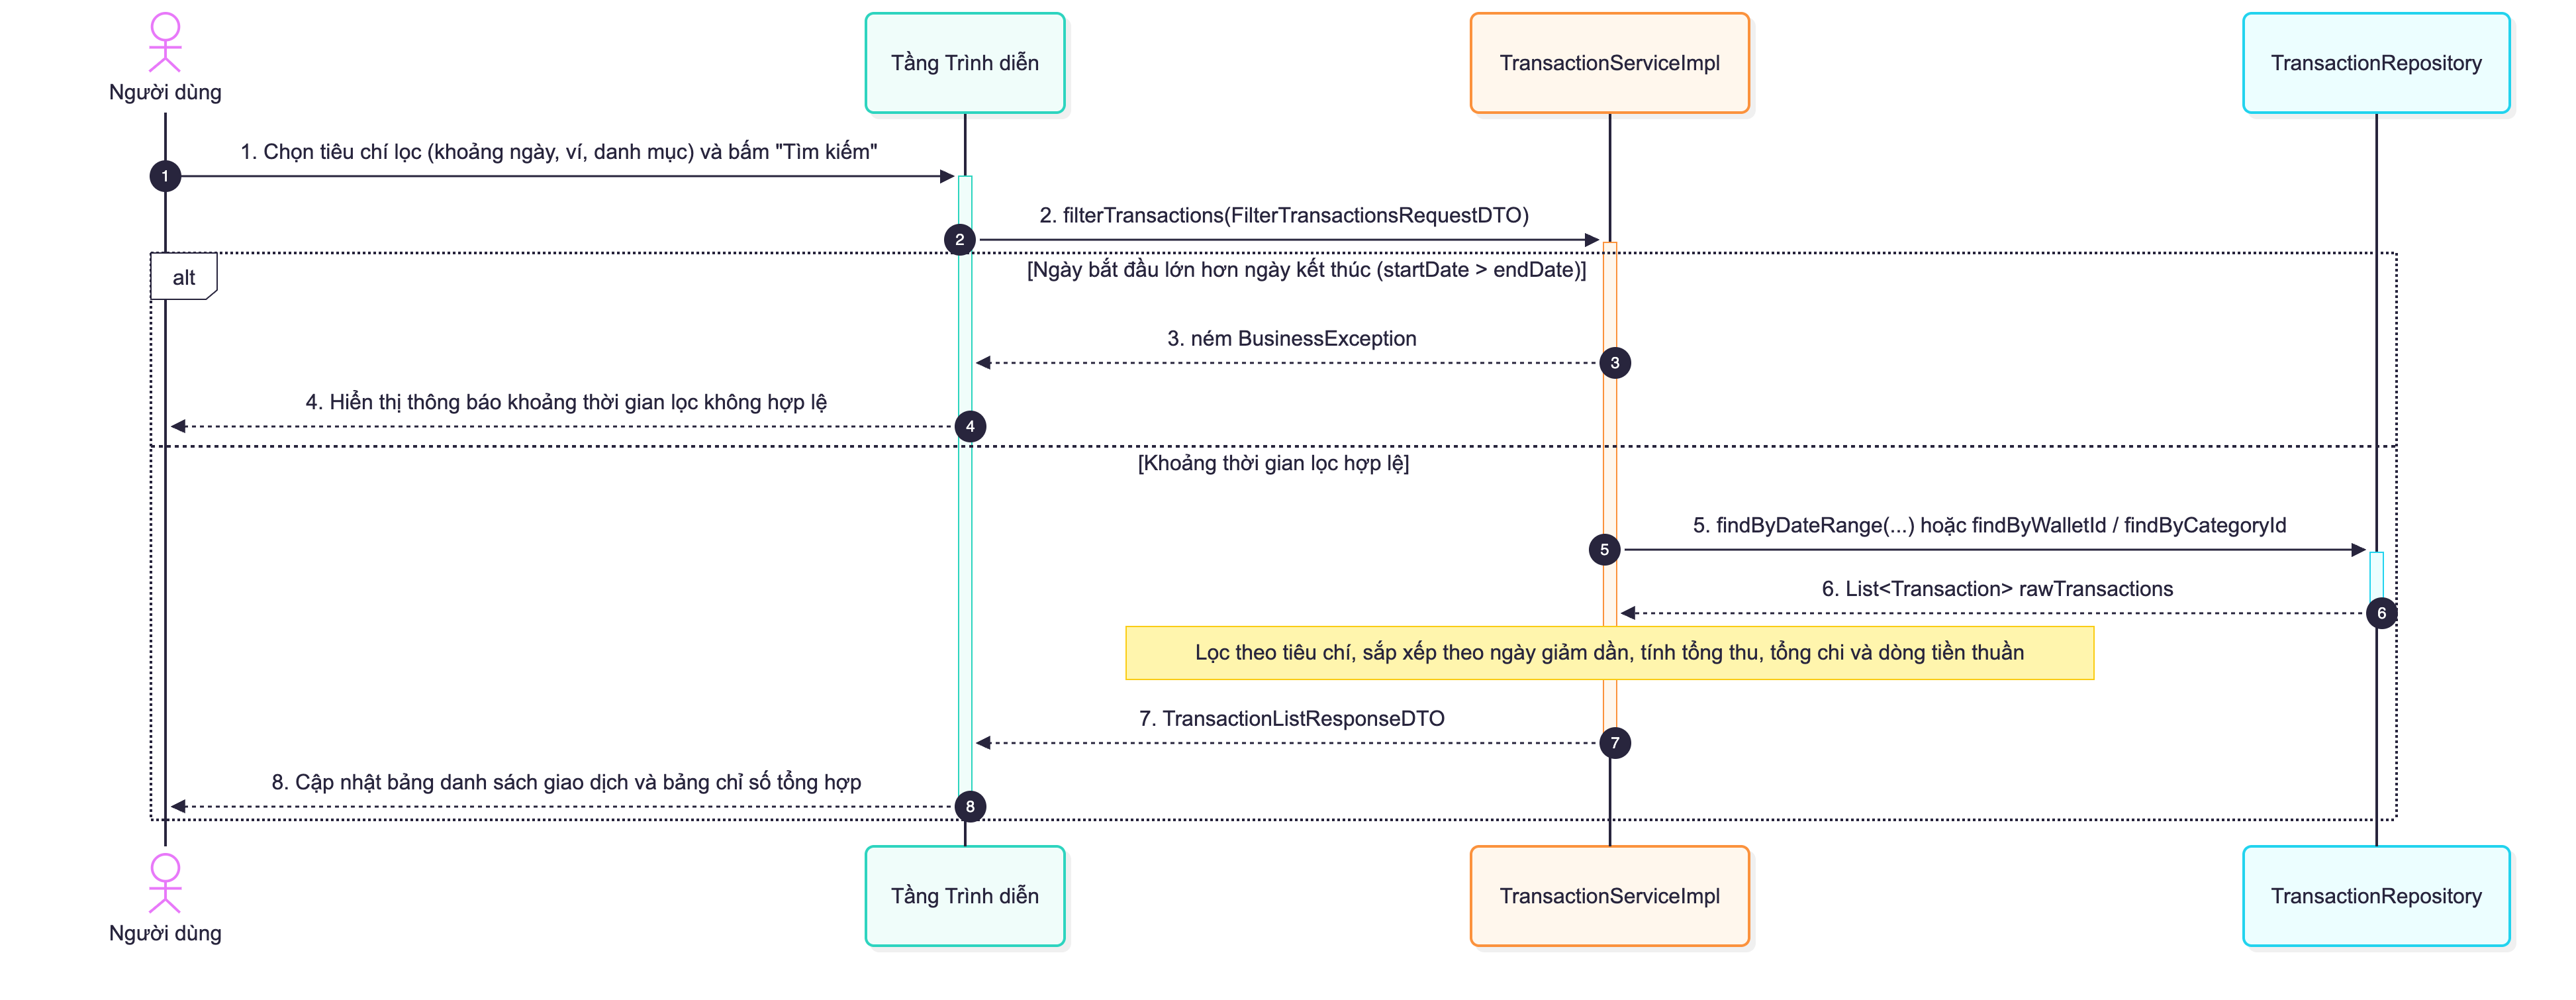 Người dùng
Tầng Trình diễn
TransactionServiceImpl
TransactionRepository
1. Chọn tiêu chí lọc (khoảng ngày, ví, danh mục) và bấm "Tìm kiếm"
1
2. filterTransactions(FilterTransactionsRequestDTO)
2
alt
[Ngày bắt đầu lớn hơn ngày kết thúc (startDate > endDate)]
3. ném BusinessException
3
4. Hiển thị thông báo khoảng thời gian lọc không hợp lệ
4
[Khoảng thời gian lọc hợp lệ]
5. findByDateRange(...) hoặc findByWalletId / findByCategoryId
5
6. List<Transaction> rawTransactions
6
Lọc theo tiêu chí, sắp xếp theo ngày giảm dần, tính tổng thu, tổng chi và dòng tiền thuần
7. TransactionListResponseDTO
7
8. Cập nhật bảng danh sách giao dịch và bảng chỉ số tổng hợp
8
Người dùng
Tầng Trình diễn
TransactionServiceImpl
TransactionRepository